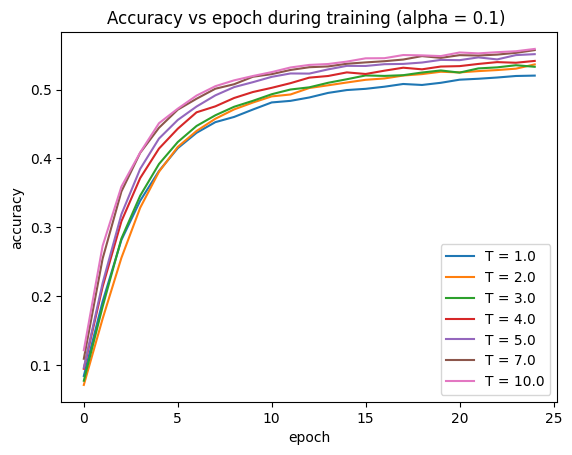 Accuracy vs epoch during training (alpha = 0.1)
accuracy
0.5
0.4
0.3
0.2
0.1
T = 1.0
T = 2.0
T = 3.0
T = 4.0
T = 5.0
T = 7.0
T = 10.0
0 5 10 15 20 25
epoch